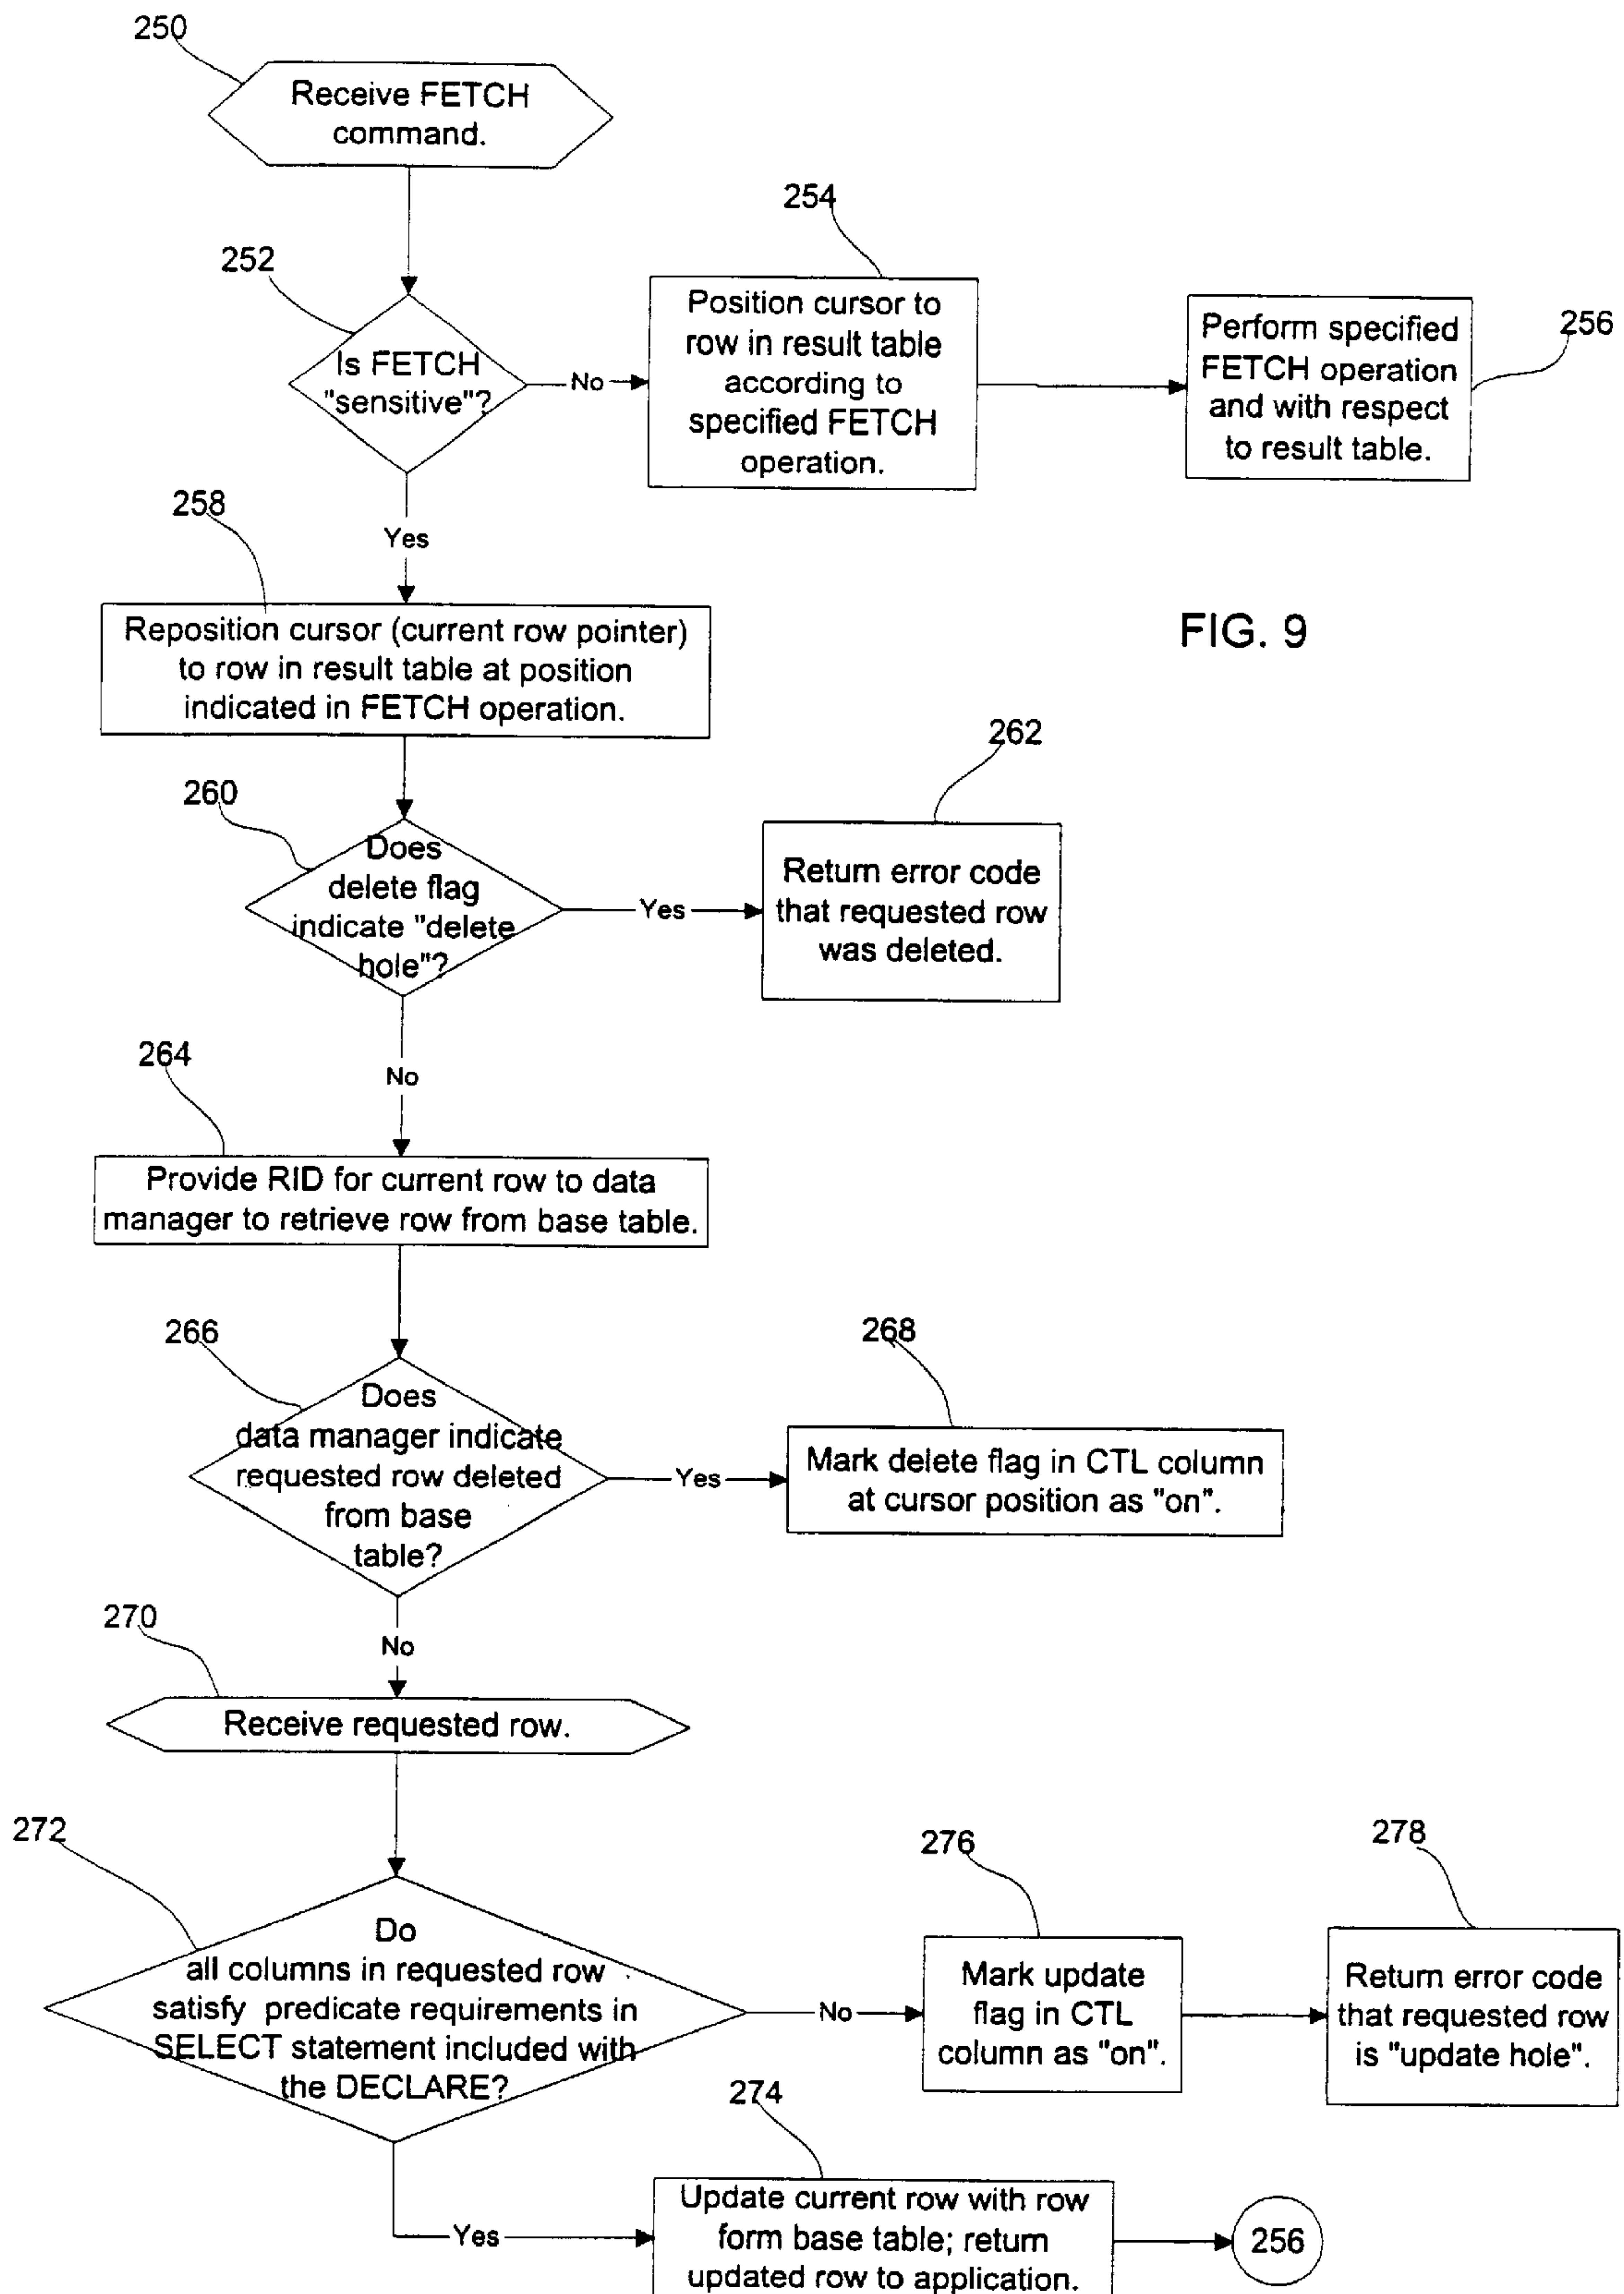 250
Receive FETCH
command.
254
252
Is FETCH
"sensitive"?
No
Position cursor to
row in result table
according to
specified FETCH
operation.
Perform specified
FETCH operation
and with respect
to result table.
256
258
Yes
Reposition cursor (current row pointer)
to row in result table at position
indicated in FETCH operation.
FIG. 9
262
260
Does
delete flag
indicate "delete
hole"?
Yes
Return error code
that requested row
was deleted.
264
No
Provide RID for current row to data
manager to retrieve row from base table.
266
268
Does
data manager indicate
requested row deleted
from base
table?
Yes
Mark delete flag in CTL column
at cursor position as "on".
270
No
Receive requested row.
272
276
278
Do
all columns in requested row
satisfy predicate requirements in
SELECT statement included with
the DECLARE?
No
Mark update
flag in CTL
column as "on".
Return error code
that requested row
is "update hole".
274
Yes
Update current row with row
form base table; return
updated row to application.
256